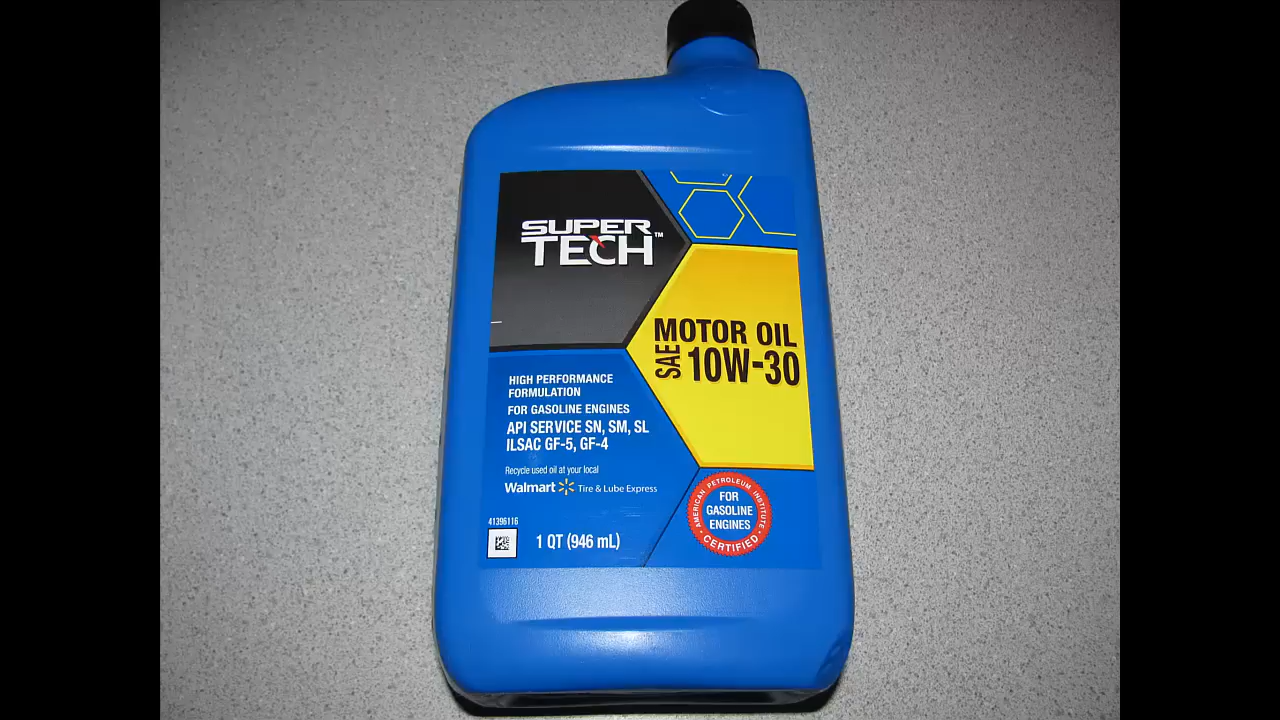 SUPER
TECH™
MOTOR OIL
SAE 10W-30
HIGH PERFORMANCE
FORMULATION
FOR GASOLINE ENGINES
API SERVICE SN, SM, SL
ILSAC GF-5, GF-4
Recycle used oil at your local
Walmart Tire & Lube Express
41396116
1 QT (946 mL)
AMERICAN PETROLEUM INSTITUTE
FOR
GASOLINE
ENGINES
CERTIFIED